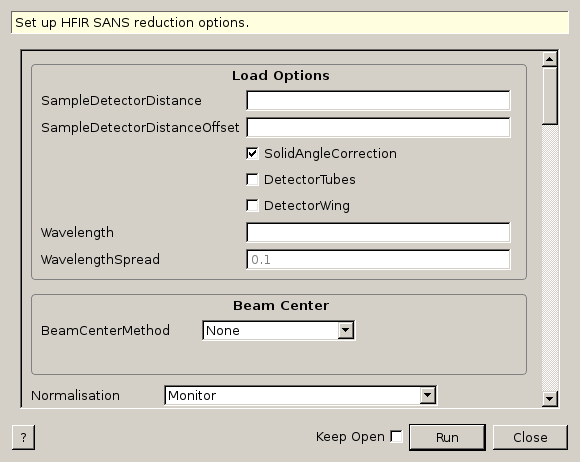 Set up HFIR SANS reduction options.
Load Options
SampleDetectorDistance
SampleDetectorDistanceOffset
SolidAngleCorrection
DetectorTubes
DetectorWing
Wavelength
WavelengthSpread 0.1
Beam Center
BeamCenterMethod None
Normalisation Monitor
? Keep Open Run Close